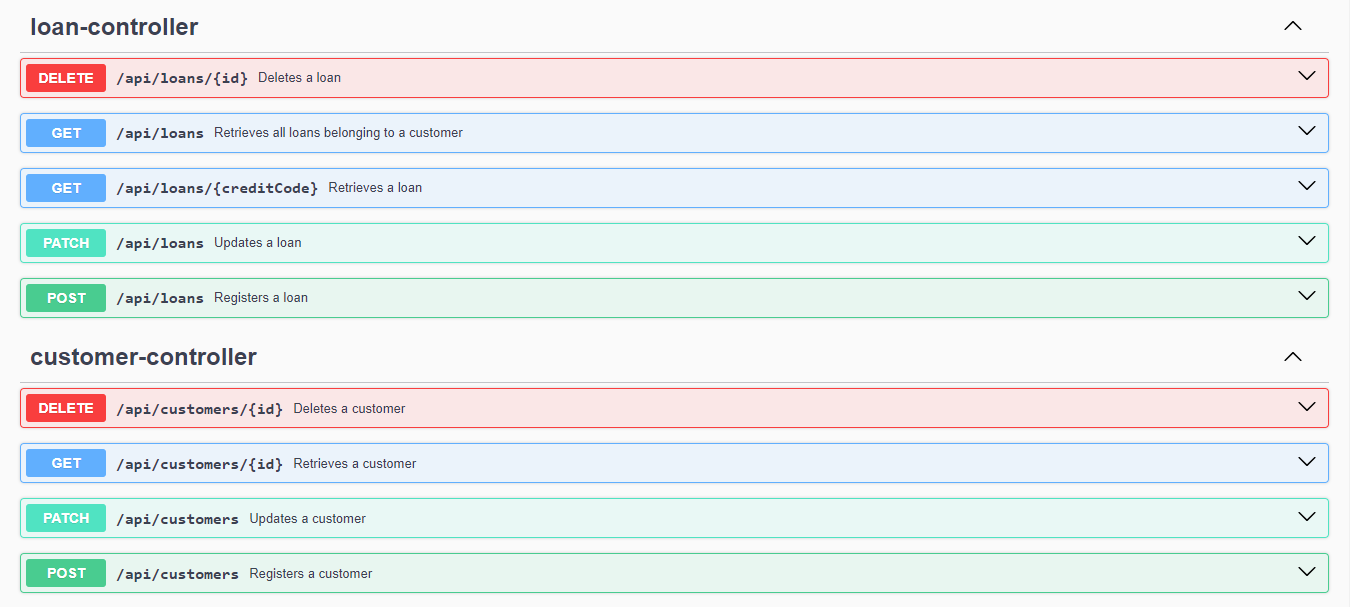 loan-controller
DELETE /api/loans/{id} Deletes a loan
GET /api/loans Retrieves all loans belonging to a customer
GET /api/loans/{creditCode} Retrieves a loan
PATCH /api/loans Updates a loan
POST /api/loans Registers a loan
customer-controller
DELETE /api/customers/{id} Deletes a customer
GET /api/customers/{id} Retrieves a customer
PATCH /api/customers Updates a customer
POST /api/customers Registers a customer